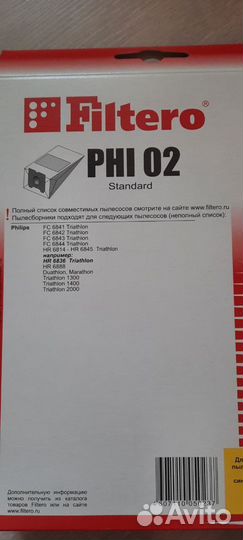 Filtero®
PHI 02
Standard
! Полный список совместимых пылесосов смотрите на сайте www.filtero.ru
Пылесборники подходят для следующих пылесосов (неполный список):
Philips FC 6841 Triathlon
FC 6842 Triathlon
FC 6843 Triathlon
FC 6844 Triathlon
HR 6814 - HR 6845. Triathlon
например:
HR 6836 Triathlon
HR 6888
Duathlon, Marathon
Triathlon 1300
Triathlon 1400
Triathlon 2000
Дополнительную информацию
можно получить из каталога
товаров Filtero или на сайте
www.filtero.ru
Avito